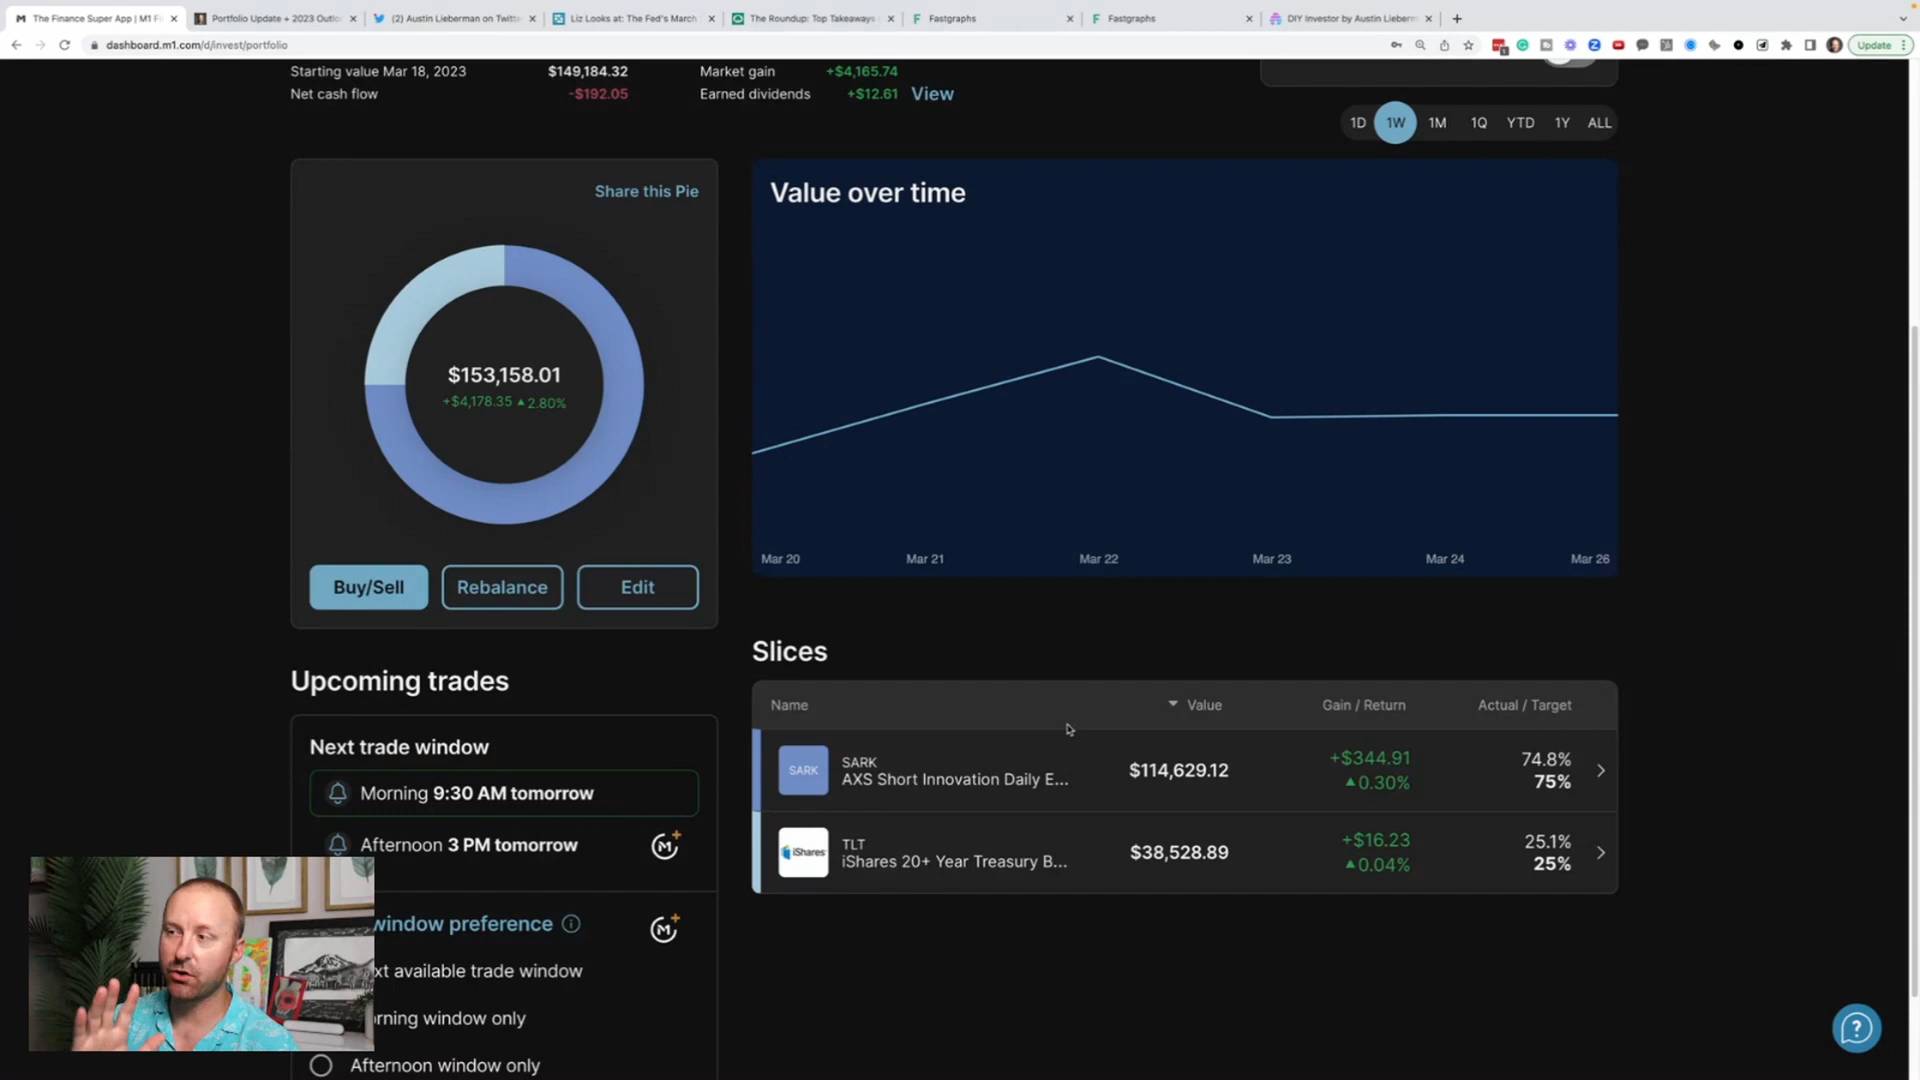 The Finance Super App | M1 Fi
Portfolio Update + 2023 Outlo
(2) Austin Lieberman on Twitte
Liz Looks at: The Fed's March
The Roundup: Top Takeaways
Fastgraphs
Fastgraphs
DIY Investor by Austin Lieberm
dashboard.m1.com/d/invest/portfolio
Update
Starting value Mar 18, 2023 $149,184.32 Market gain +$4,165.74
Net cash flow -$192.05 Earned dividends +$12.61 View
1D 1W 1M 1Q YTD 1Y ALL
Share this Pie
$153,158.01
+$4,178.35 ▲2.80%
Buy/Sell Rebalance Edit
Value over time
Mar 20 Mar 21 Mar 22 Mar 23 Mar 24 Mar 26
Upcoming trades
Next trade window
Morning 9:30 AM tomorrow
Afternoon 3 PM tomorrow
window preference
xt available trade window
rning window only
Afternoon window only
Slices
Name Value Gain / Return Actual / Target
SARK
SARK
AXS Short Innovation Daily E...
$114,629.12
+$344.91
▲0.30%
74.8%
75%
iShares
TLT
iShares 20+ Year Treasury B...
$38,528.89
+$16.23
▲0.04%
25.1%
25%